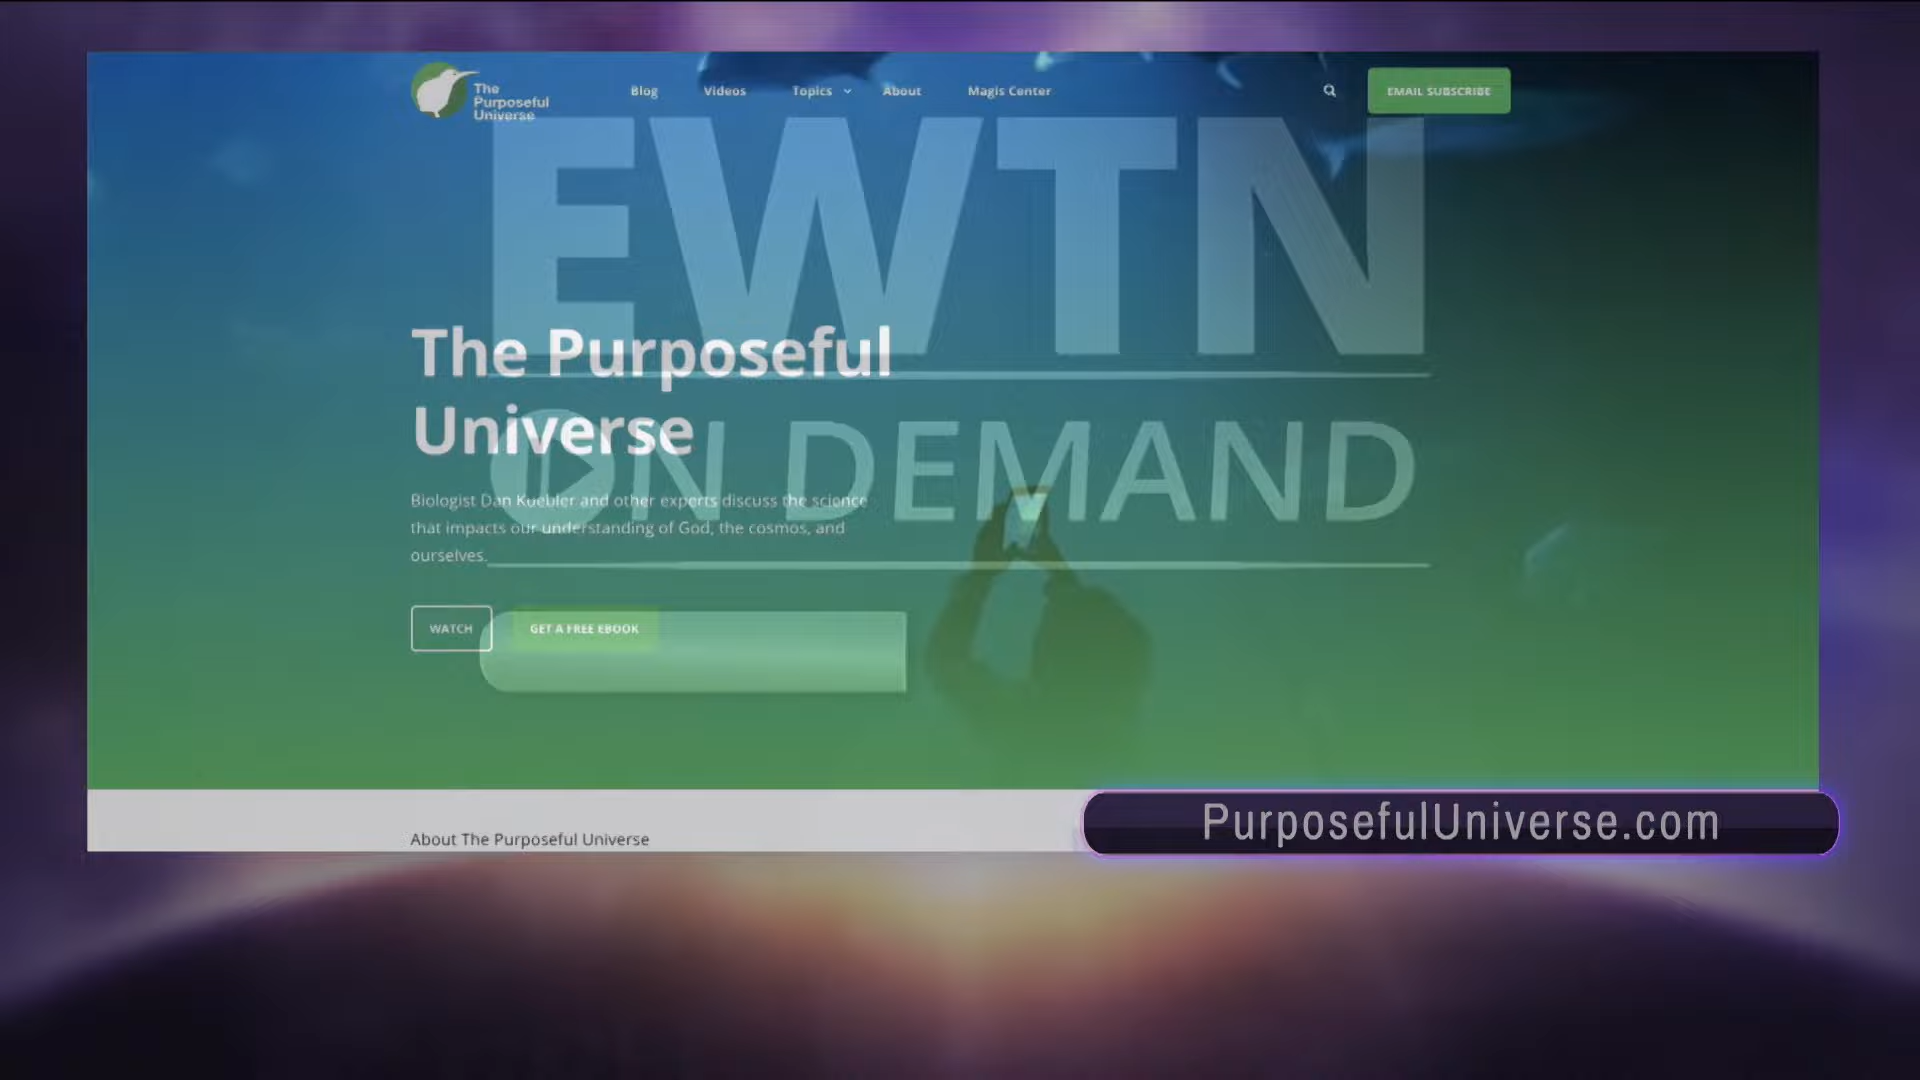 The
Purposeful
Universe
Blog
Videos
Topics
About
Magis Center
EMAIL SUBSCRIBE
EWTN
ON DEMAND
The Purposeful
Universe
Biologist Dan Kuebler and other experts discuss the science
that impacts our understanding of God, the cosmos, and
ourselves.
WATCH
GET A FREE EBOOK
About The Purposeful Universe
PurposefulUniverse.com